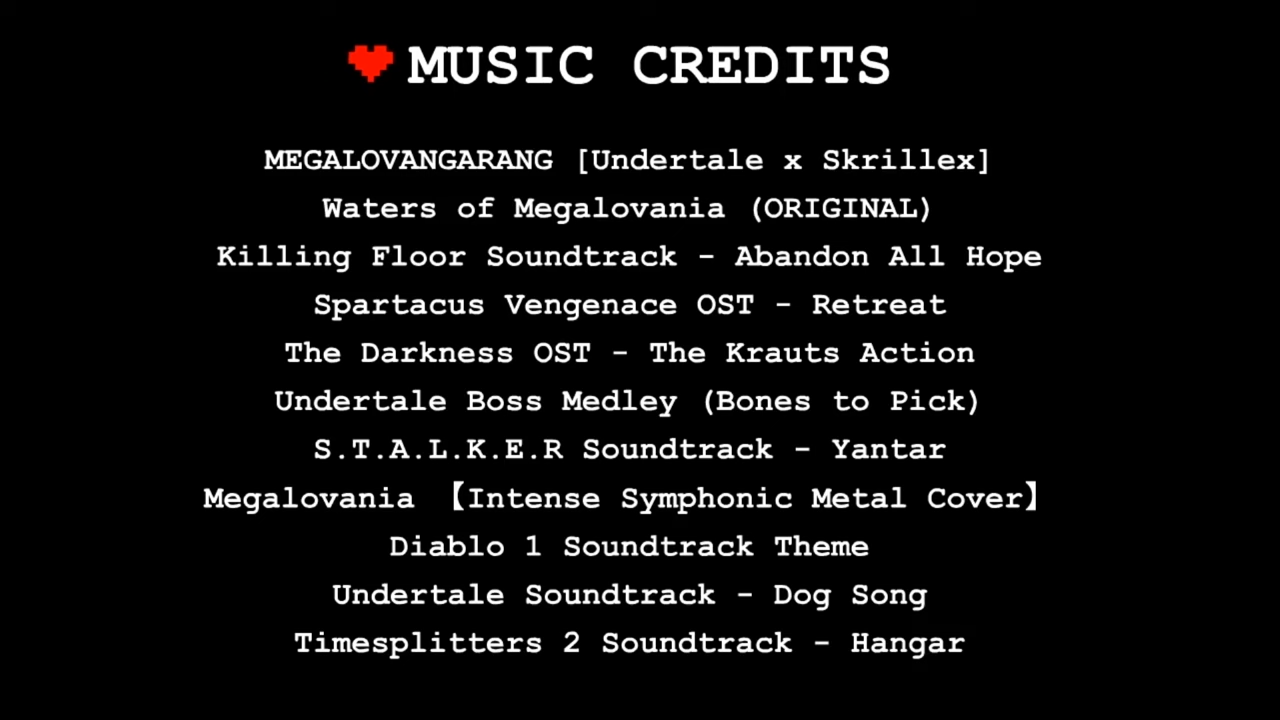 MUSIC CREDITS
MEGALOVANGARANG [Undertale x Skrillex]
Waters of Megalovania (ORIGINAL)
Killing Floor Soundtrack - Abandon All Hope
Spartacus Vengenace OST - Retreat
The Darkness OST - The Krauts Action
Undertale Boss Medley (Bones to Pick)
S.T.A.L.K.E.R Soundtrack - Yantar
Megalovania 【Intense Symphonic Metal Cover】
Diablo 1 Soundtrack Theme
Undertale Soundtrack - Dog Song
Timesplitters 2 Soundtrack - Hangar